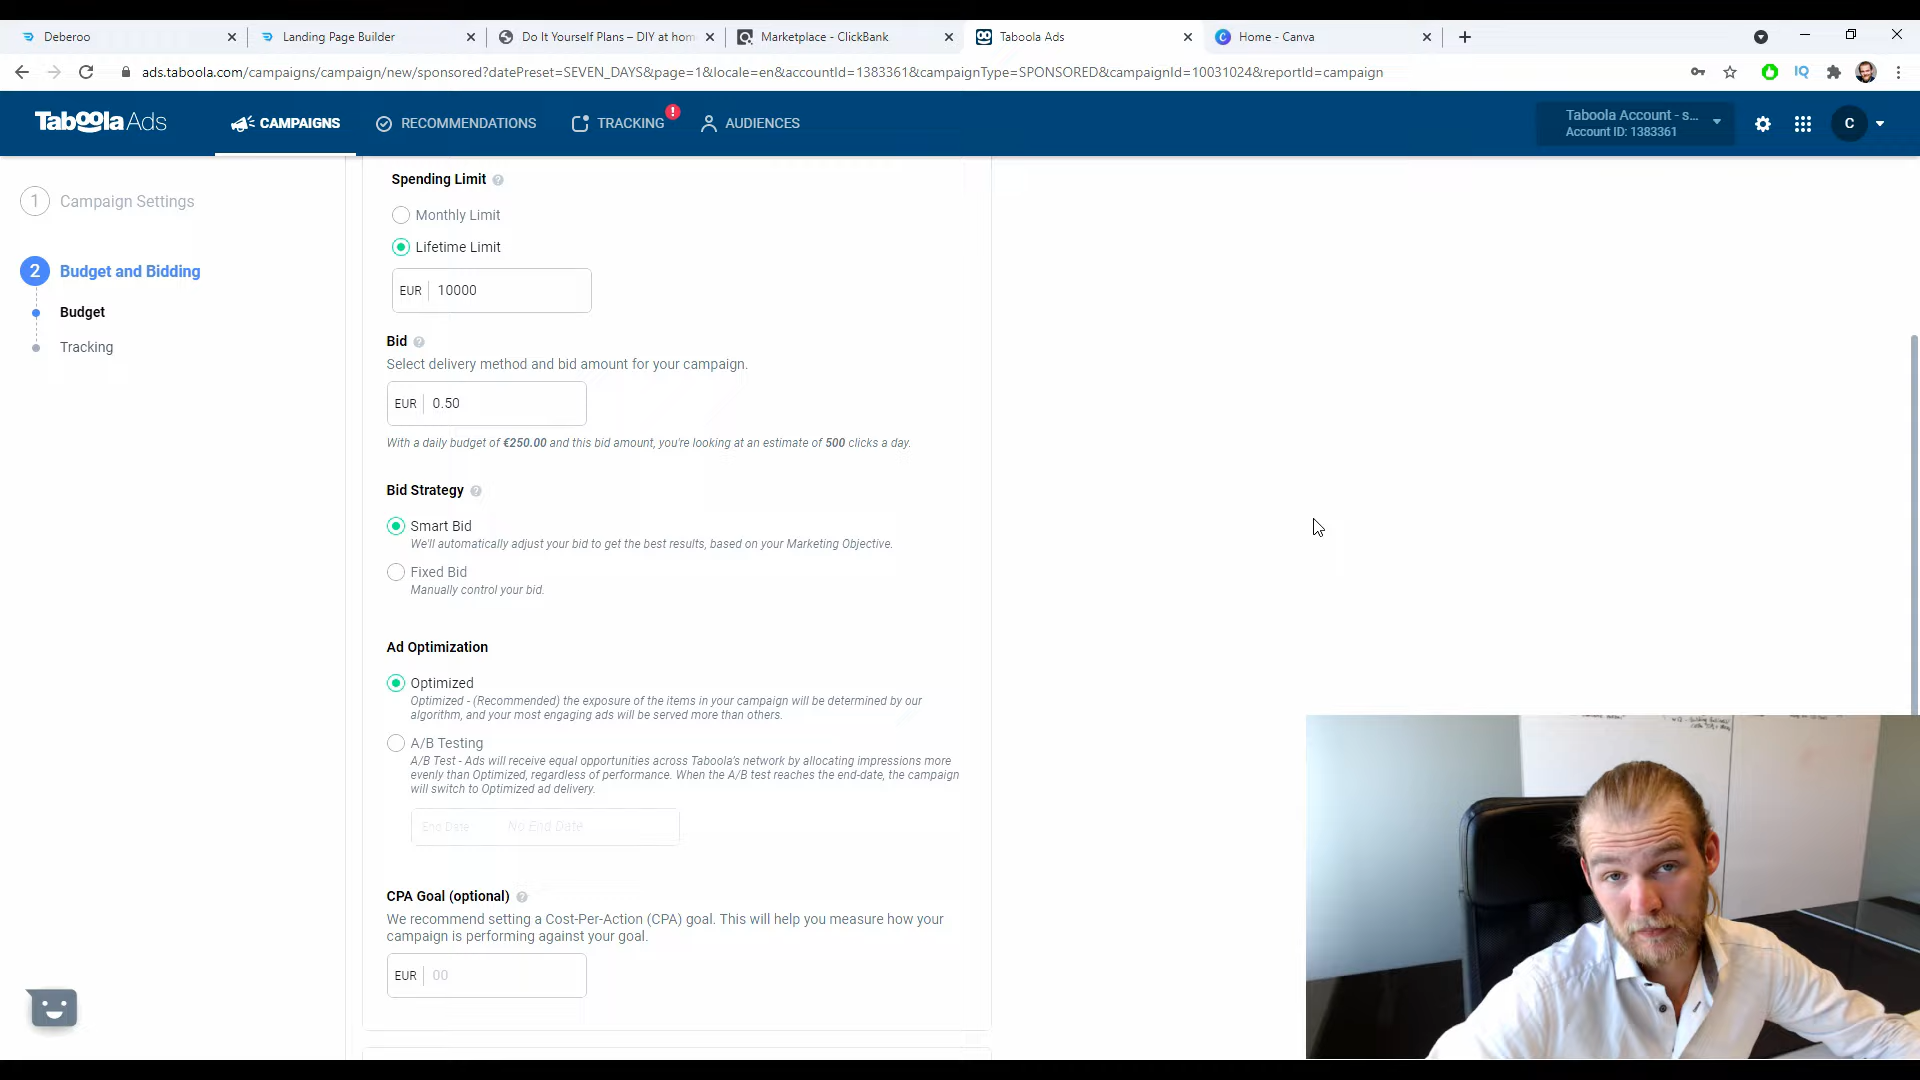 Deberoo
Landing Page Builder
Do It Yourself Plans – DIY at hom
Marketplace - ClickBank
Taboola Ads
Home - Canva
ads.taboola.com/campaigns/campaign/new/sponsored?datePreset=SEVEN_DAYS&page=1&locale=en&accountId=1383361&campaignType=SPONSORED&campaignId=10031024&reportId=campaign
Taboola Ads
CAMPAIGNS
RECOMMENDATIONS
TRACKING
!
AUDIENCES
Taboola Account - s...
Account ID: 1383361
C
1 Campaign Settings
2 Budget and Bidding
Budget
Tracking
Spending Limit
Monthly Limit
Lifetime Limit
EUR 10000
Bid
Select delivery method and bid amount for your campaign.
EUR 0.50
With a daily budget of €250.00 and this bid amount, you're looking at an estimate of 500 clicks a day.
Bid Strategy
Smart Bid
We'll automatically adjust your bid to get the best results, based on your Marketing Objective.
Fixed Bid
Manually control your bid.
Ad Optimization
Optimized
Optimized - (Recommended) the exposure of the items in your campaign will be determined by our
algorithm, and your most engaging ads will be served more than others.
A/B Testing
A/B Test - Ads will receive equal opportunities across Taboola's network by allocating impressions more
evenly than Optimized, regardless of performance. When the A/B test reaches the end-date, the campaign
will switch to Optimized ad delivery.
End Date No End Date
CPA Goal (optional)
We recommend setting a Cost-Per-Action (CPA) goal. This will help you measure how your
campaign is performing against your goal.
EUR 00